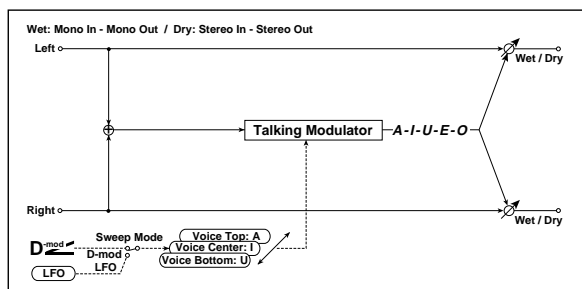 Wet: Mono In - Mono Out / Dry: Stereo In - Stereo Out
Left
Wet / Dry
Talking Modulator
A-I-U-E-O
Right
Wet / Dry
Sweep Mode
D-mod
D-mod
LFO
LFO
Voice Top: A
Voice Center: I
Voice Bottom: U